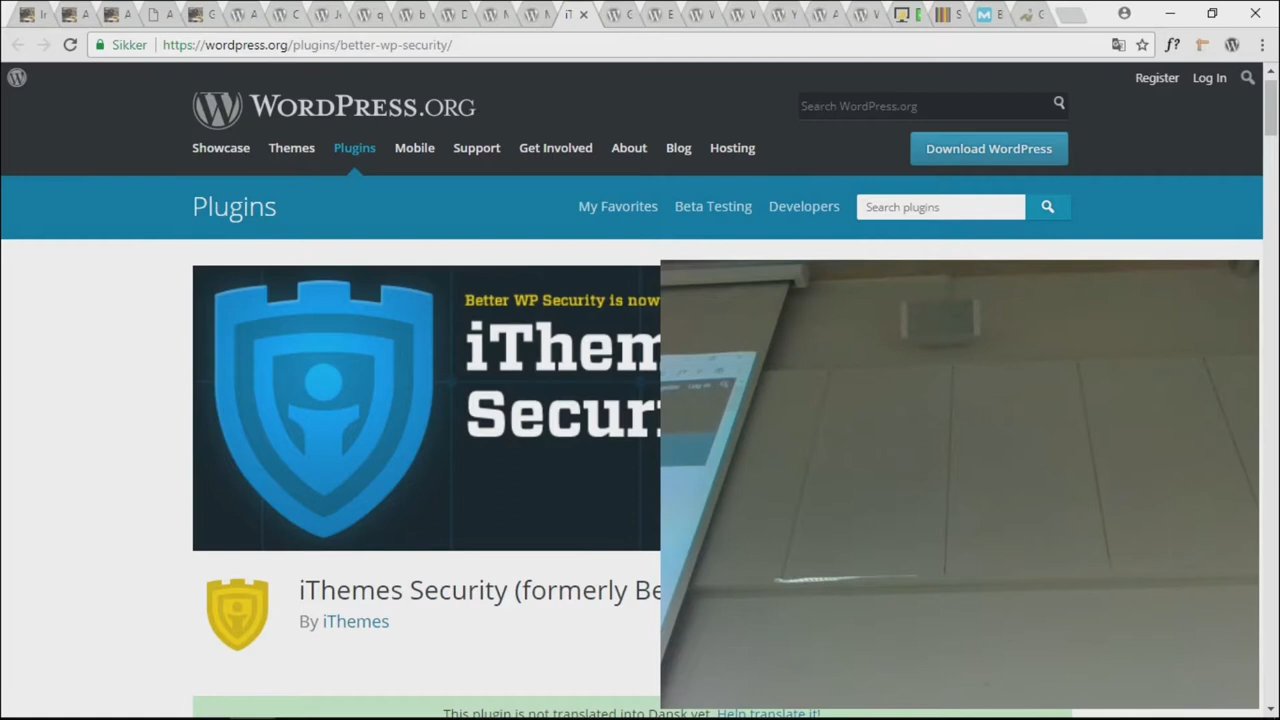 Sikker
https://wordpress.org/plugins/better-wp-security/
Register
Log In
WORDPRESS.ORG
Search WordPress.org
Showcase
Themes
Plugins
Mobile
Support
Get Involved
About
Blog
Hosting
Download WordPress
Plugins
My Favorites
Beta Testing
Developers
Search plugins
Better WP Security is now
iThem
Secur
iThemes Security (formerly Be
By iThemes
This plugin is not translated into Dansk yet. Help translate it!